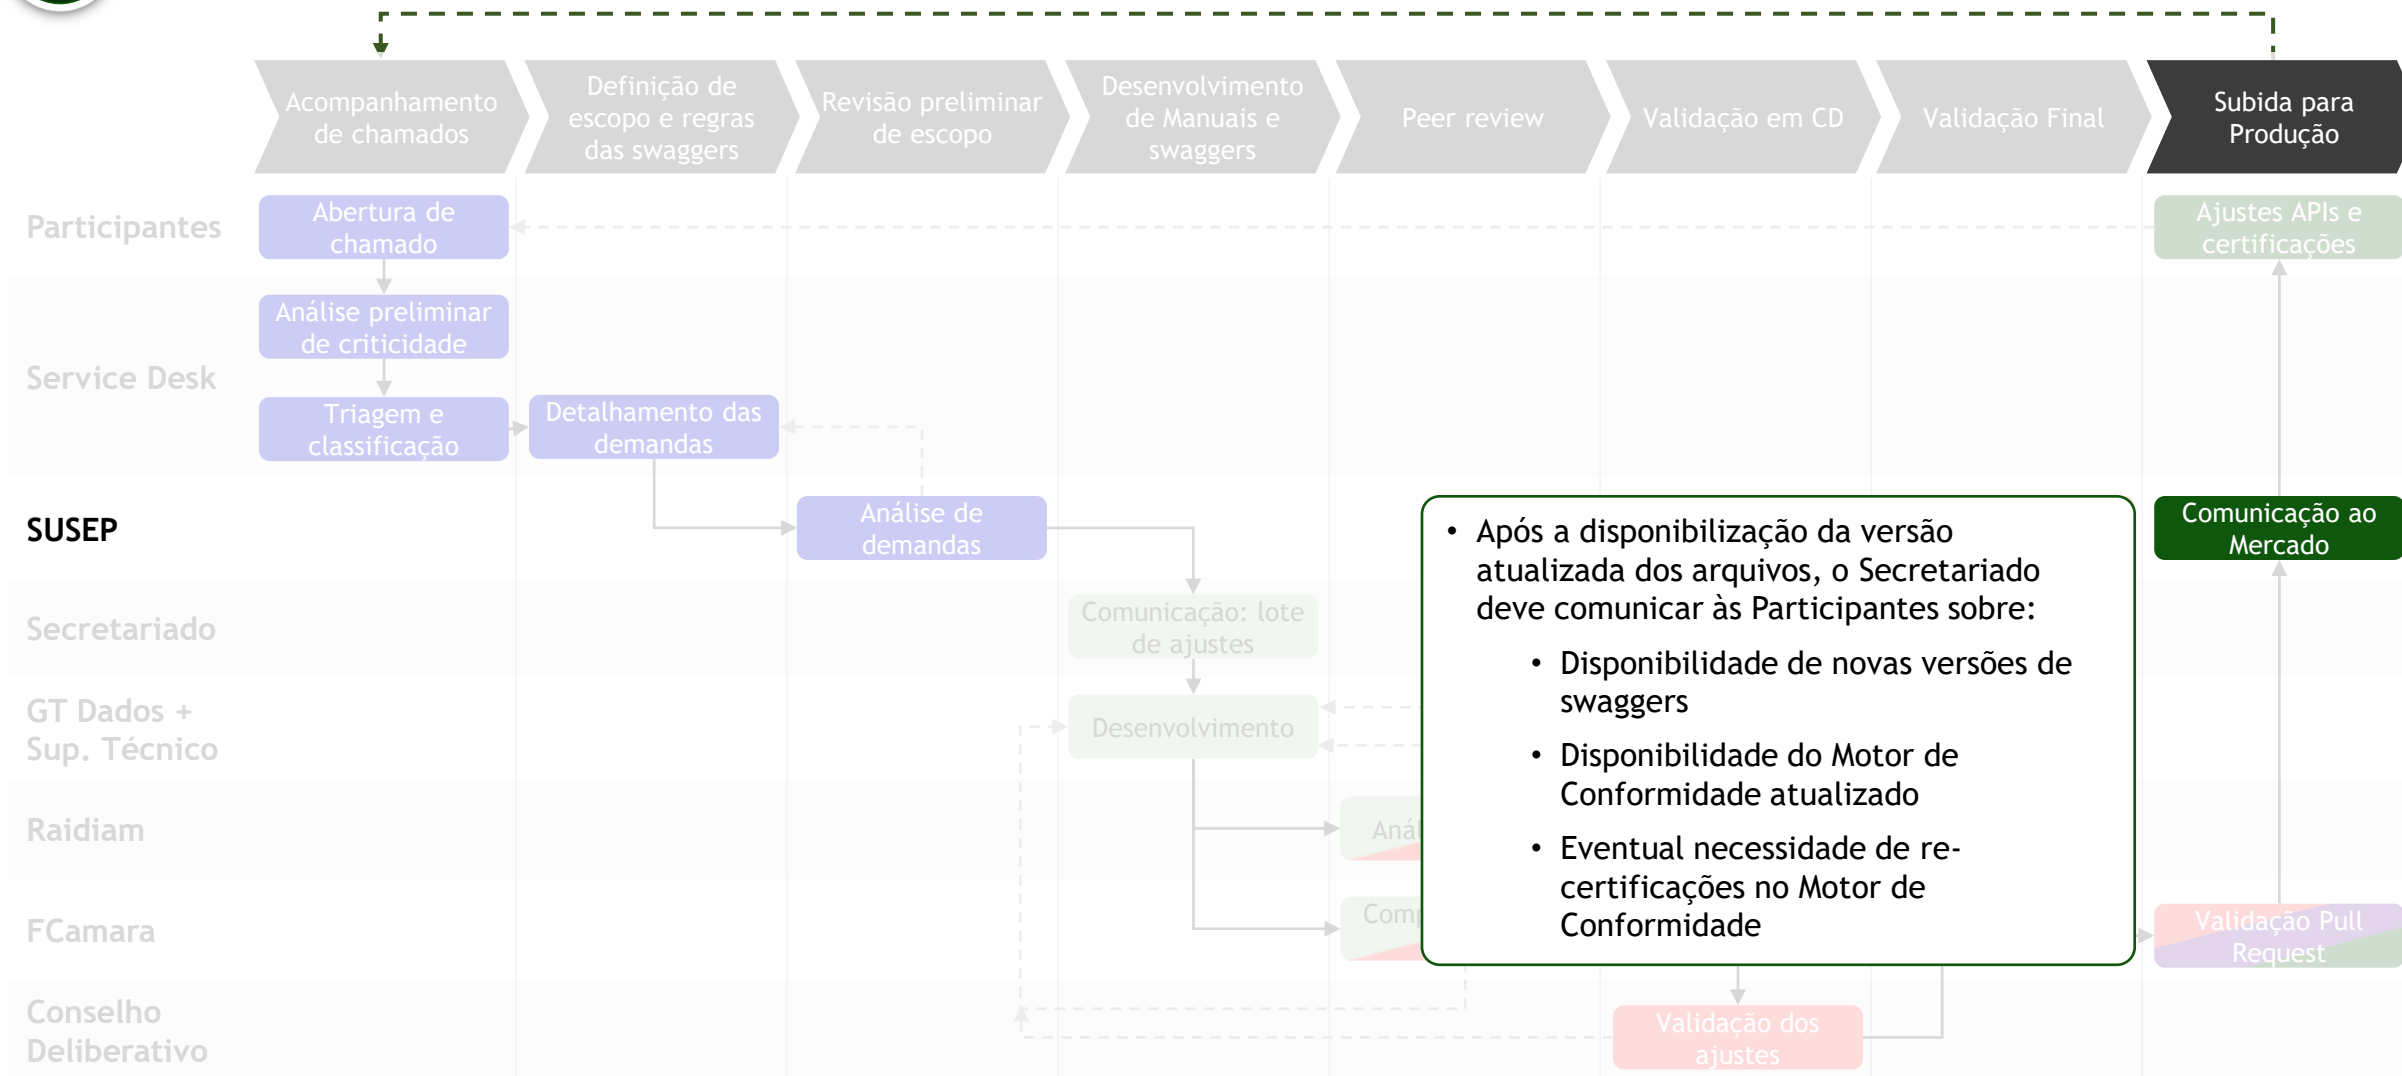 Acompanhamento
de chamados
Definição de
escopo e regras
das swaggers
Revisão preliminar
de escopo
Desenvolvimento
de Manuais e
swaggers
Peer review
Validação em CD
Validação Final
Subida para
Produção
Participantes
Abertura de
chamado
Ajustes APIs e
certificações
Service Desk
Análise preliminar
de criticidade
Triagem e
classificação
Detalhamento das
demandas
SUSEP
Análise de
demandas
Comunicação ao
Mercado
• Após a disponibilização da versão
atualizada dos arquivos, o Secretariado
deve comunicar às Participantes sobre:
• Disponibilidade de novas versões de
swaggers
• Disponibilidade do Motor de
Conformidade atualizado
• Eventual necessidade de re-
certificações no Motor de
Conformidade
Secretariado
Comunicação: lote
de ajustes
GT Dados +
Sup. Técnico
Desenvolvimento
Raidiam
FCamara
Validação Pull
Request
Conselho
Deliberativo
Validação dos
ajustes